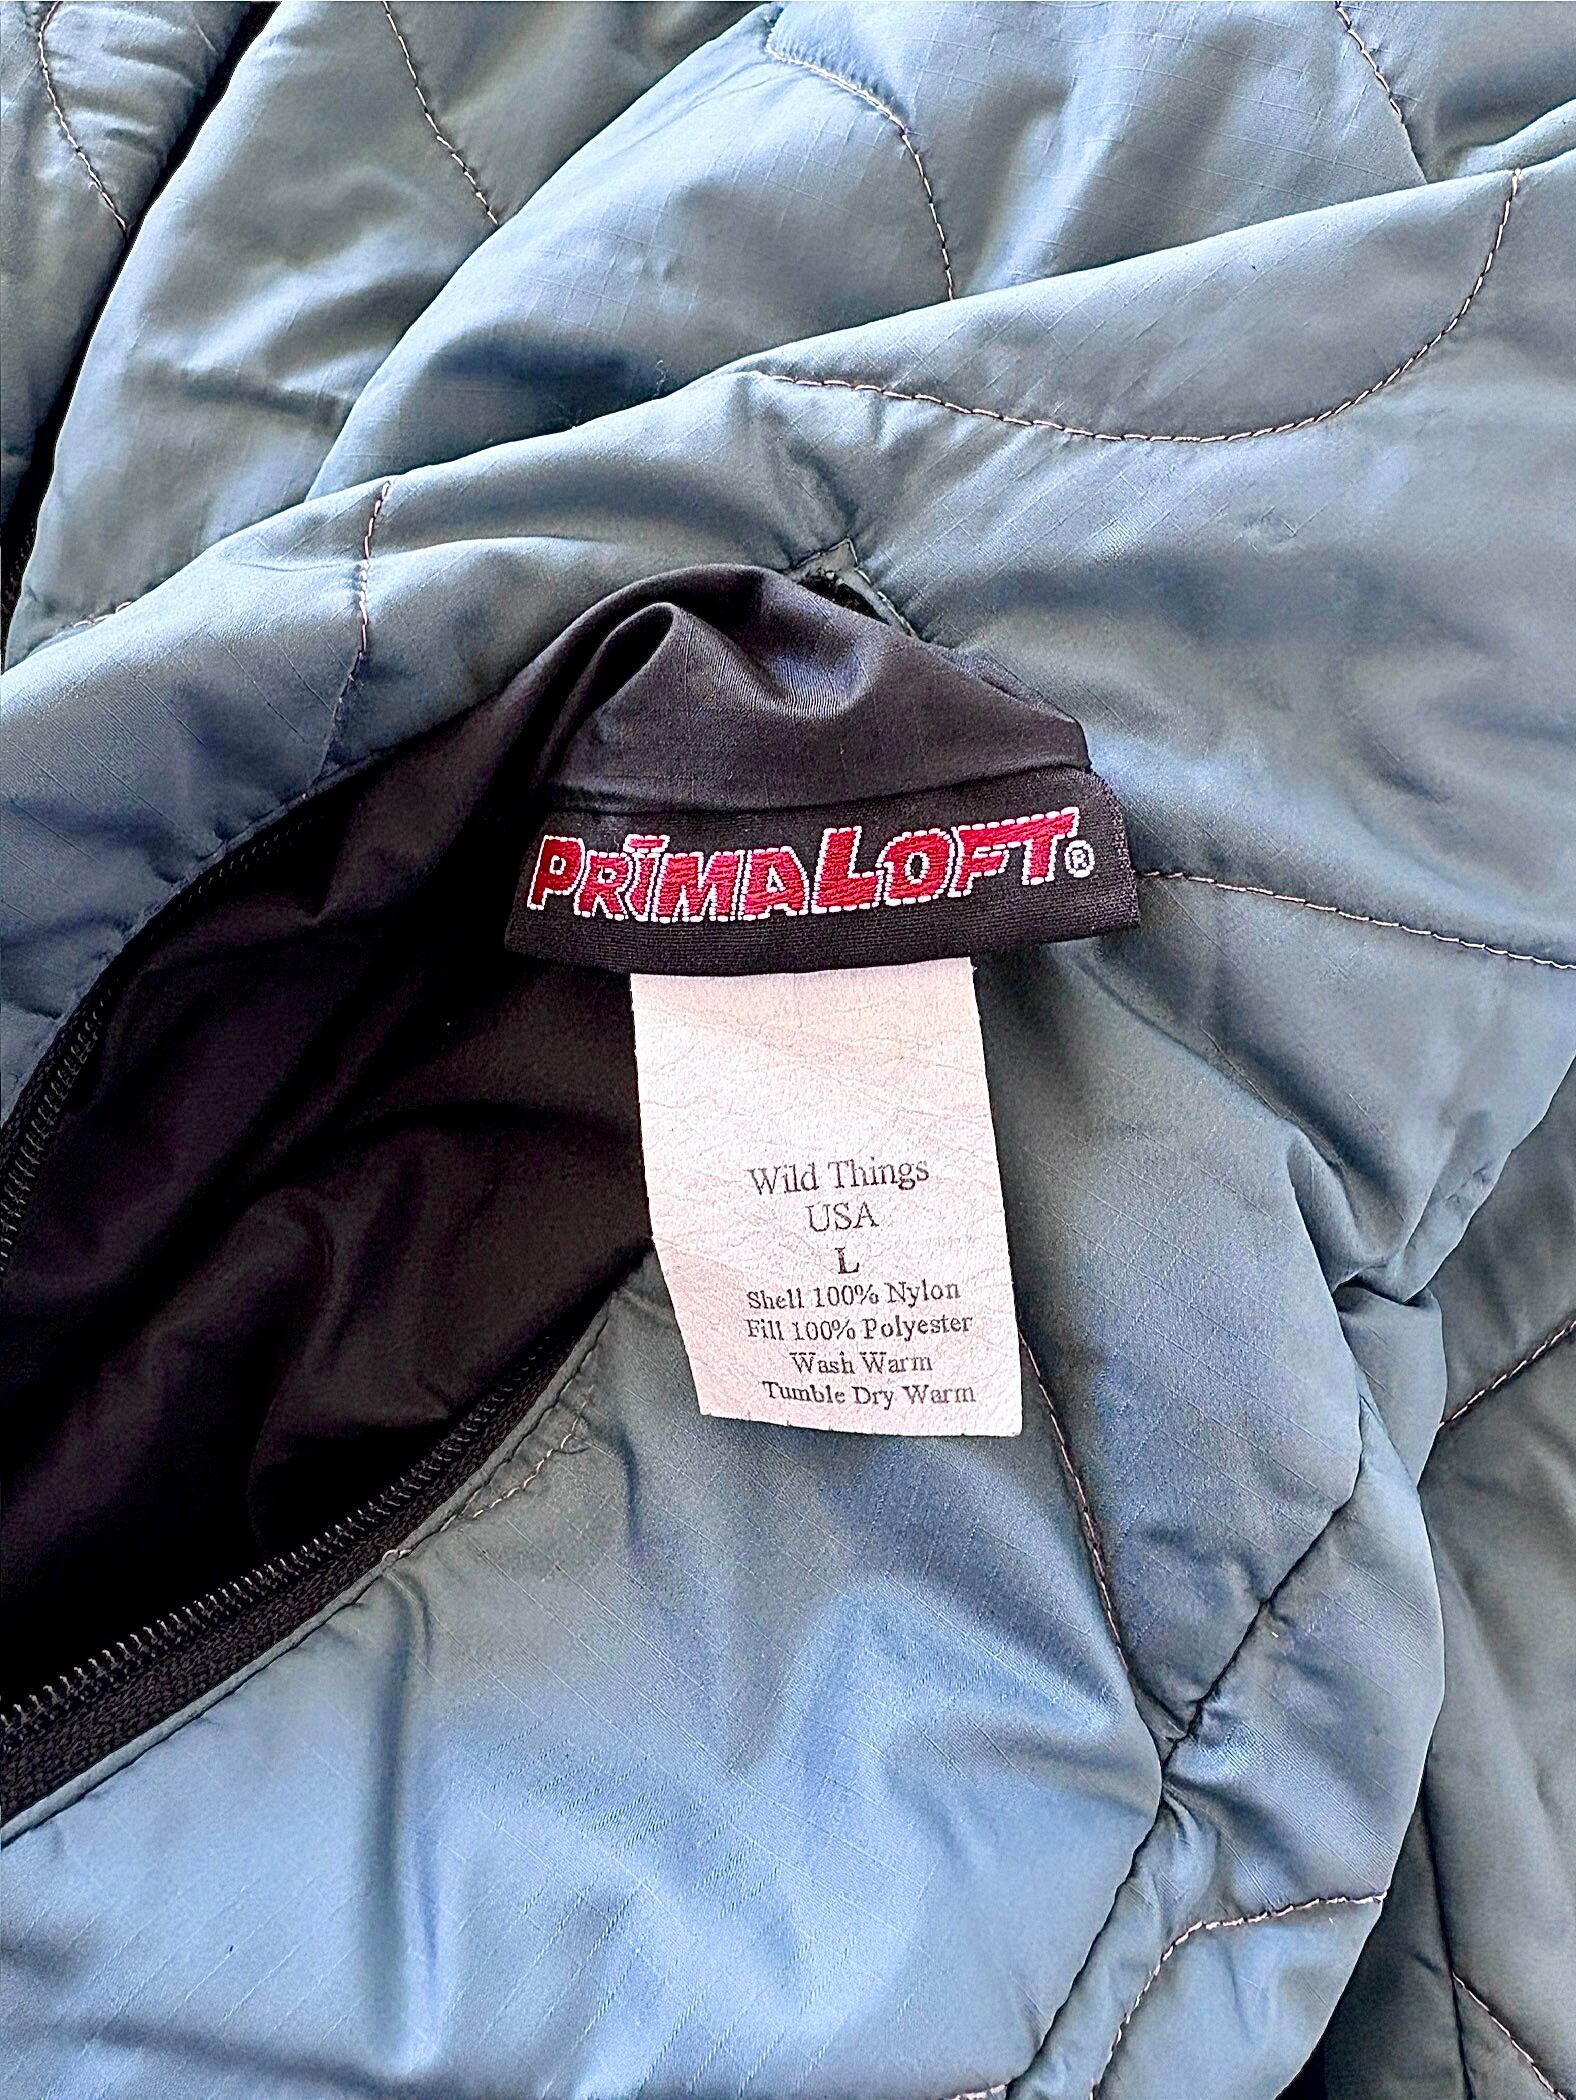 PRIMALOFT®
Wild Things
USA
L
Shell 100% Nylon
Fill 100% Polyester
Wash Warm
Tumble Dry Warm